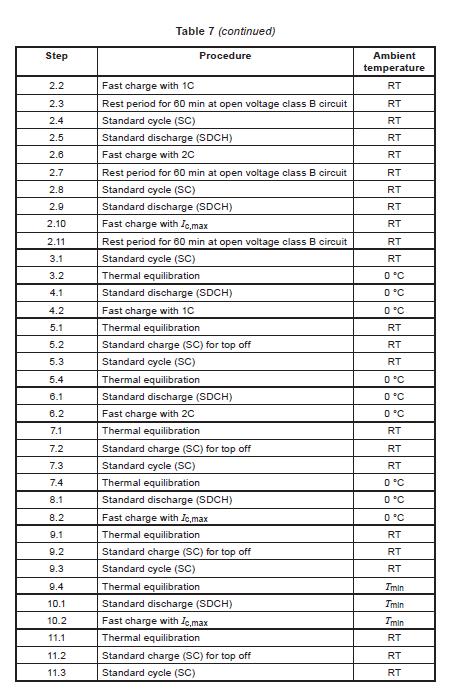 Table 7 (continued)
Step Procedure Ambient
temperature
2.2 Fast charge with 1C RT
2.3 Rest period for 60 min at open voltage class B circuit RT
2.4 Standard cycle (SC) RT
2.5 Standard discharge (SDCH) RT
2.6 Fast charge with 2C RT
2.7 Rest period for 60 min at open voltage class B circuit RT
2.8 Standard cycle (SC) RT
2.9 Standard discharge (SDCH) RT
2.10 Fast charge with Ic,max RT
2.11 Rest period for 60 min at open voltage class B circuit RT
3.1 Standard cycle (SC) RT
3.2 Thermal equilibration 0 °C
4.1 Standard discharge (SDCH) 0 °C
4.2 Fast charge with 1C 0 °C
5.1 Thermal equilibration RT
5.2 Standard charge (SC) for top off RT
5.3 Standard cycle (SC) RT
5.4 Thermal equilibration 0 °C
6.1 Standard discharge (SDCH) 0 °C
6.2 Fast charge with 2C 0 °C
7.1 Thermal equilibration RT
7.2 Standard charge (SC) for top off RT
7.3 Standard cycle (SC) RT
7.4 Thermal equilibration 0 °C
8.1 Standard discharge (SDCH) 0 °C
8.2 Fast charge with Ic,max 0 °C
9.1 Thermal equilibration RT
9.2 Standard charge (SC) for top off RT
9.3 Standard cycle (SC) RT
9.4 Thermal equilibration Tmin
10.1 Standard discharge (SDCH) Tmin
10.2 Fast charge with Ic,max Tmin
11.1 Thermal equilibration RT
11.2 Standard charge (SC) for top off RT
11.3 Standard cycle (SC) RT